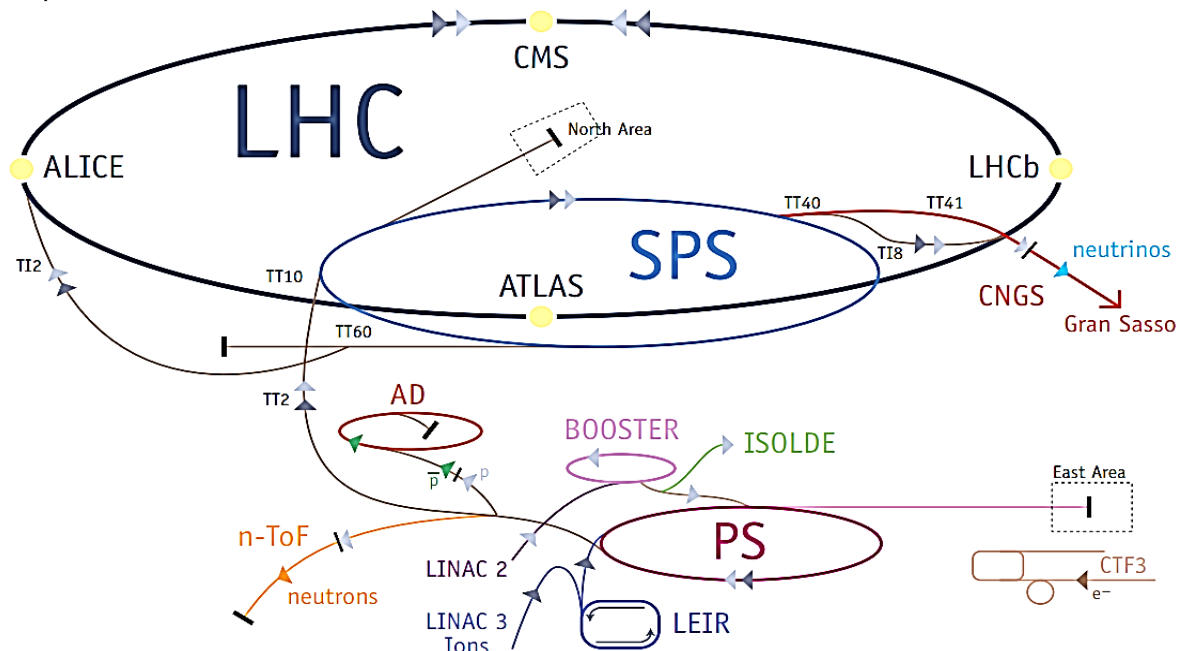 CMS
LHC
North Area
ALICE
LHCb
TT40
TT41
SPS
TI8
neutrinos
TI2
TT10
ATLAS
CNGS
Gran Sasso
TT60
AD
TT2
BOOSTER
ISOLDE
p̅
p
East Area
n-ToF
PS
LINAC 2
CTF3
neutrons
e−
LINAC 3
Ions
LEIR